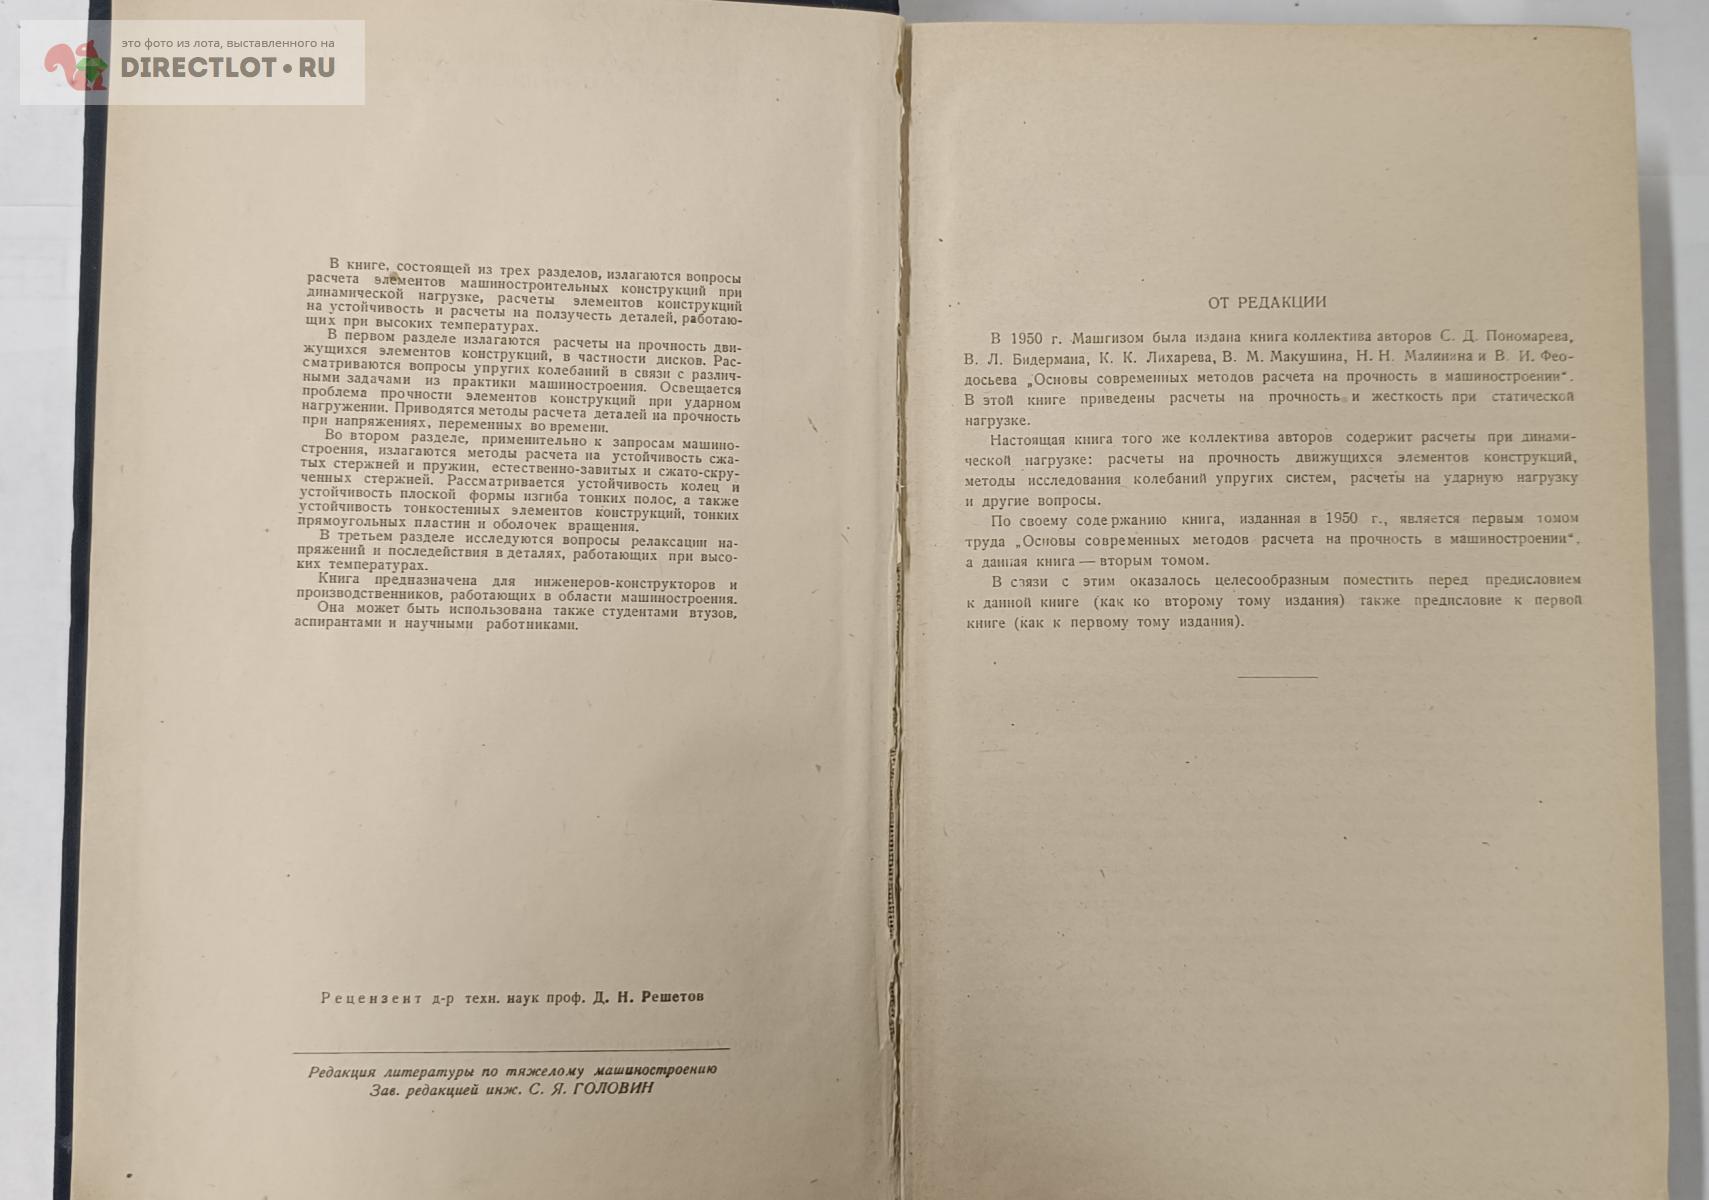 это фото из лота, выставленного на
DIRECTLOT•RU
В книге, состоящей из трех разделов, излагаются вопросы
расчета элементов машиностроительных конструкций при
динамической нагрузке, расчеты элементов конструкций
на устойчивость и расчеты на ползучесть деталей, работаю-
щих при высоких температурах.
В первом разделе излагаются расчеты на прочность дви-
жущихся элементов конструкций, в частности дисков. Рас-
сматриваются вопросы упругих колебаний в связи с различ-
ными задачами из практики машиностроения. Освещается
проблема прочности элементов конструкций при ударном
нагружении. Приводятся методы расчета деталей на прочность
при напряжениях, переменных во времени.
Во втором разделе, применительно к запросам машино-
строения, излагаются методы расчета на устойчивость сжа-
тых стержней и пружин, естественно-завитых и сжато-скру-
ченных стержней. Рассматривается устойчивость колец и
устойчивость плоской формы изгиба тонких полос, а также
устойчивость тонкостенных элементов конструкций, тонких
прямоугольных пластин и оболочек вращения.
В третьем разделе исследуются вопросы релаксации на-
пряжений и последействия в деталях, работающих при высо-
ких температурах.
Книга предназначена для инженеров-конструкторов и
производственников, работающих в области машиностроения.
Она может быть использована также студентами втузов,
аспирантами и научными работниками.
Рецензент д-р техн. наук проф. Д. Н. Решетов
Редакция литературы по тяжелому машиностроению
Зав. редакцией инж. С. Я. ГОЛОВИН
ОТ РЕДАКЦИИ
В 1950 г. Машгизом была издана книга коллектива авторов С. Д. Пономарева,
В. Л. Бидермана, К. К. Лихарева, В. М. Макушина, Н. Н. Малинина и В. И. Фео-
досьева „Основы современных методов расчета на прочность в машиностроении“.
В этой книге приведены расчеты на прочность и жесткость при статической
нагрузке.
Настоящая книга того же коллектива авторов содержит расчеты при динами-
ческой нагрузке: расчеты на прочность движущихся элементов конструкций,
методы исследования колебаний упругих систем, расчеты на ударную нагрузку
и другие вопросы.
По своему содержанию книга, изданная в 1950 г., является первым томом
труда „Основы современных методов расчета на прочность в машиностроении“,
а данная книга — вторым томом.
В связи с этим оказалось целесообразным поместить перед предисловием
к данной книге (как ко второму тому издания) также предисловие к первой
книге (как к первому тому издания).